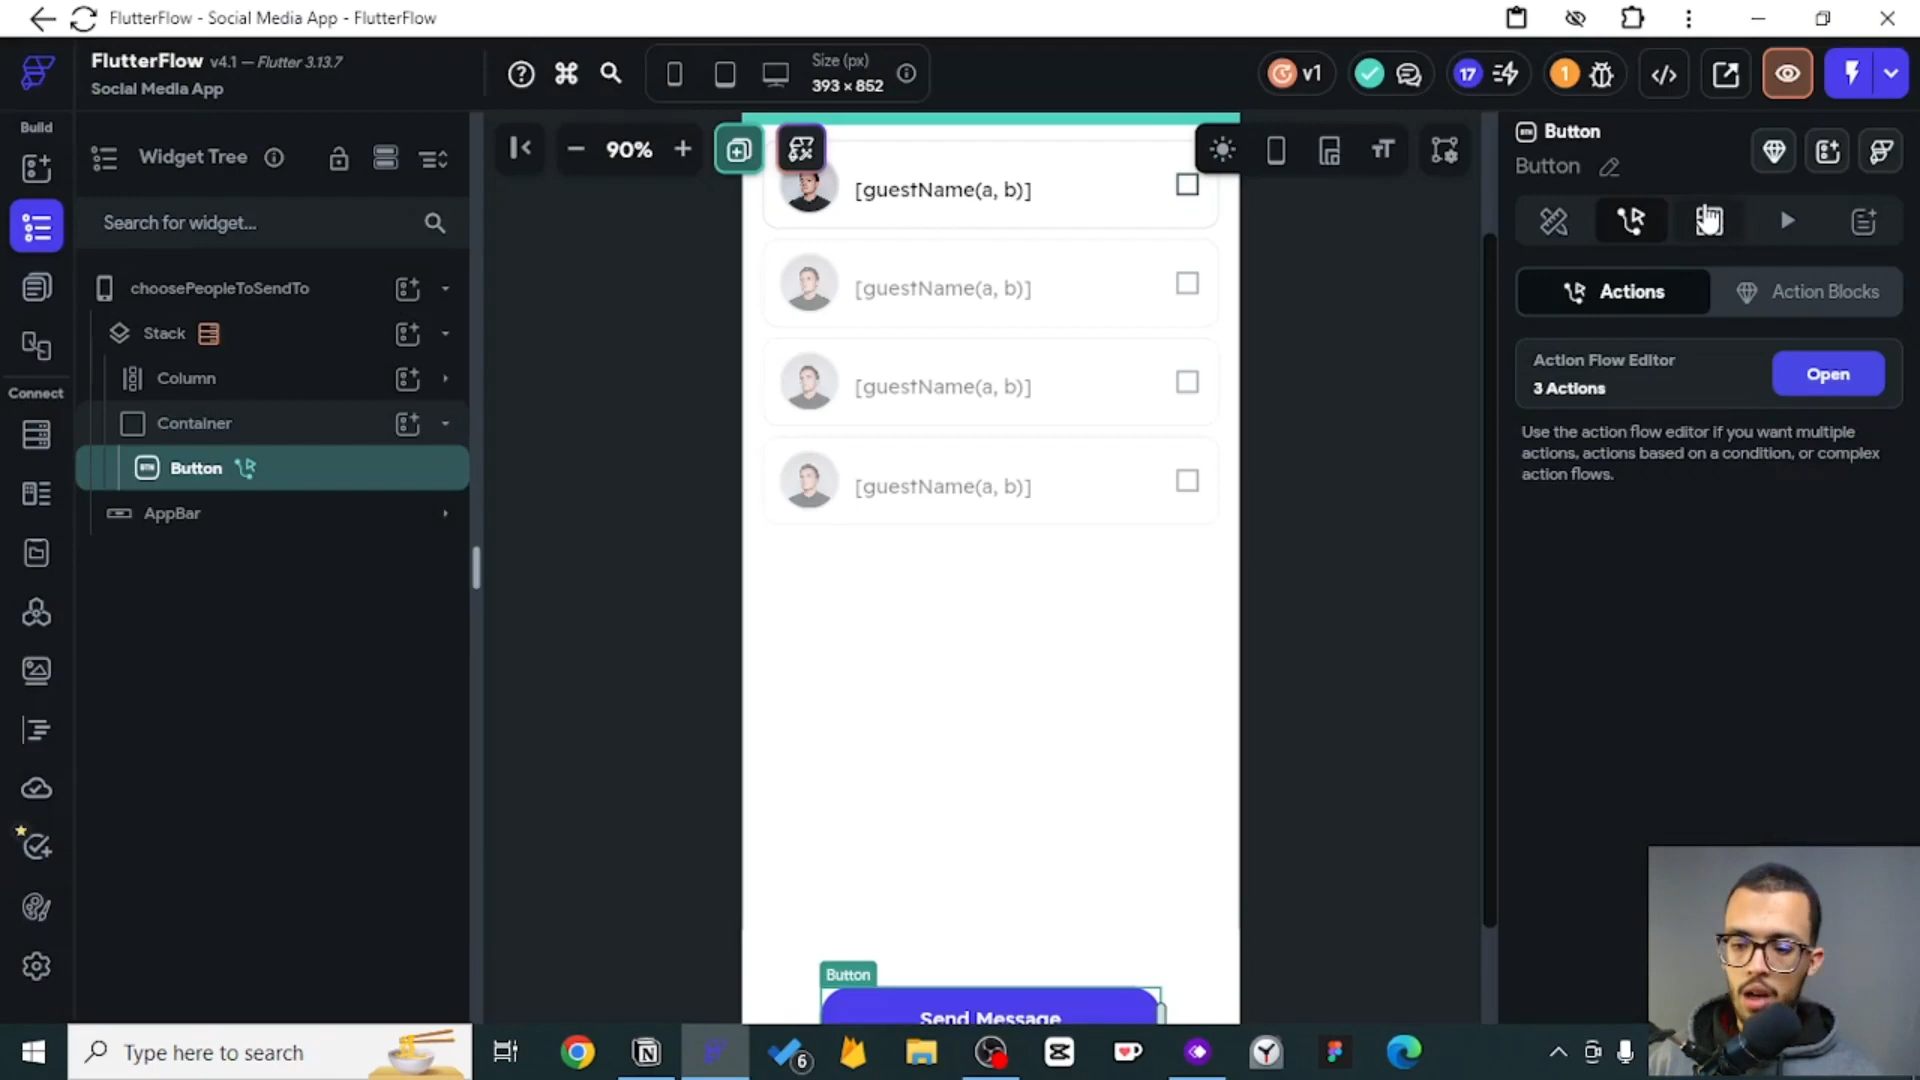 FlutterFlow - Social Media App - FlutterFlow
FlutterFlow v4.1 — Flutter 3.13.7
Social Media App
Size (px)
393 × 852
v1
17
1
Build
Widget Tree
90%
Button
Button
Search for widget...
[guestName(a, b)]
choosePeopleToSendTo
[guestName(a, b)]
Actions
Action Blocks
Stack
Action Flow Editor
3 Actions
Open
Column
Connect
[guestName(a, b)]
Container
Use the action flow editor if you want multiple
actions, actions based on a condition, or complex
action flows.
BTN
Button
[guestName(a, b)]
AppBar
Button
Send Message
Type here to search
6